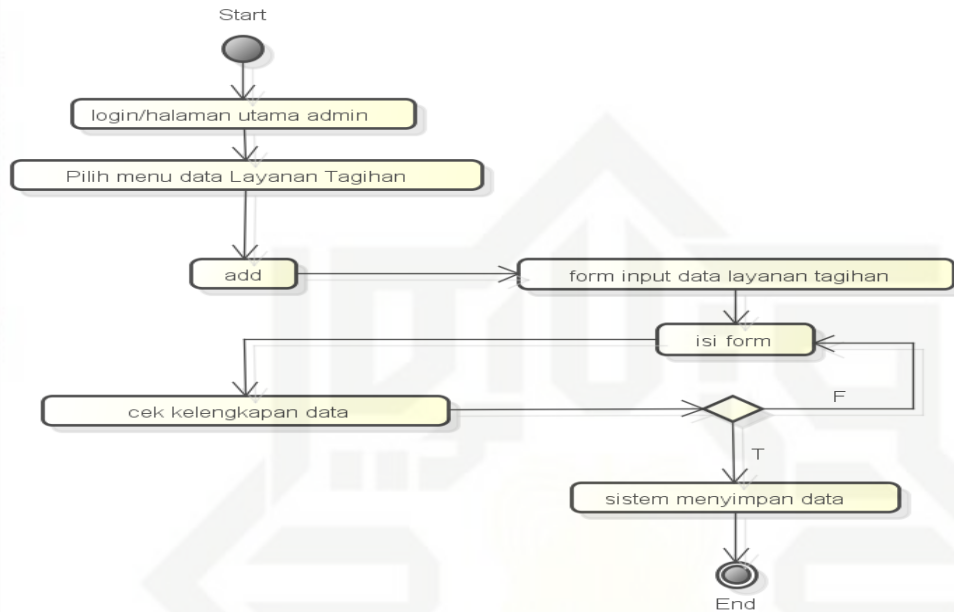 Start
login/halaman utama admin
Pilih menu data Layanan Tagihan
add
form input data layanan tagihan
isi form
cek kelengkapan data
F
T
sistem menyimpan data
End